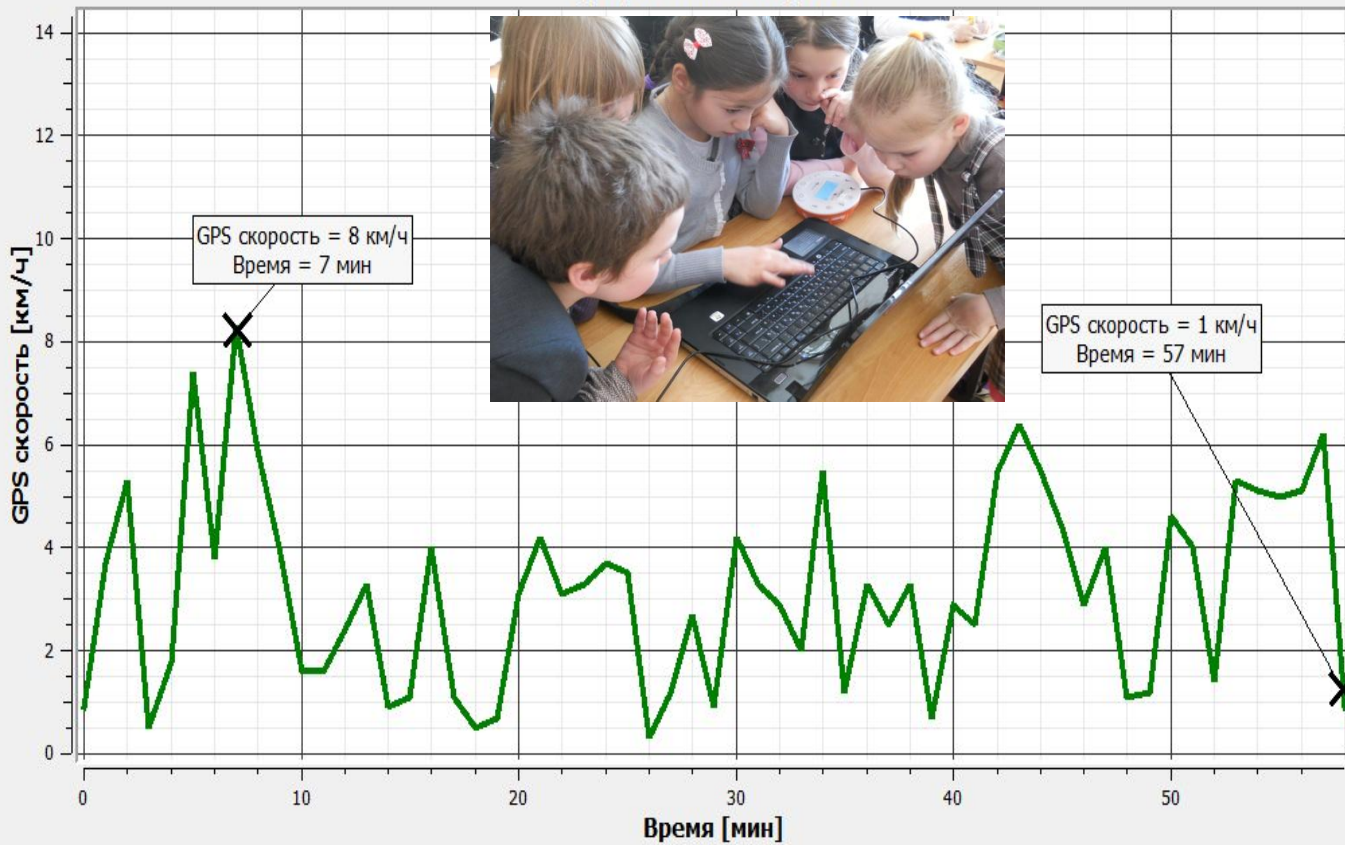 14
12
10
8
6
4
2
0
GPS скорость [км/ч]
GPS скорость = 8 км/ч
Время = 7 мин
GPS скорость = 1 км/ч
Время = 57 мин
0 10 20 30 40 50
Время [мин]